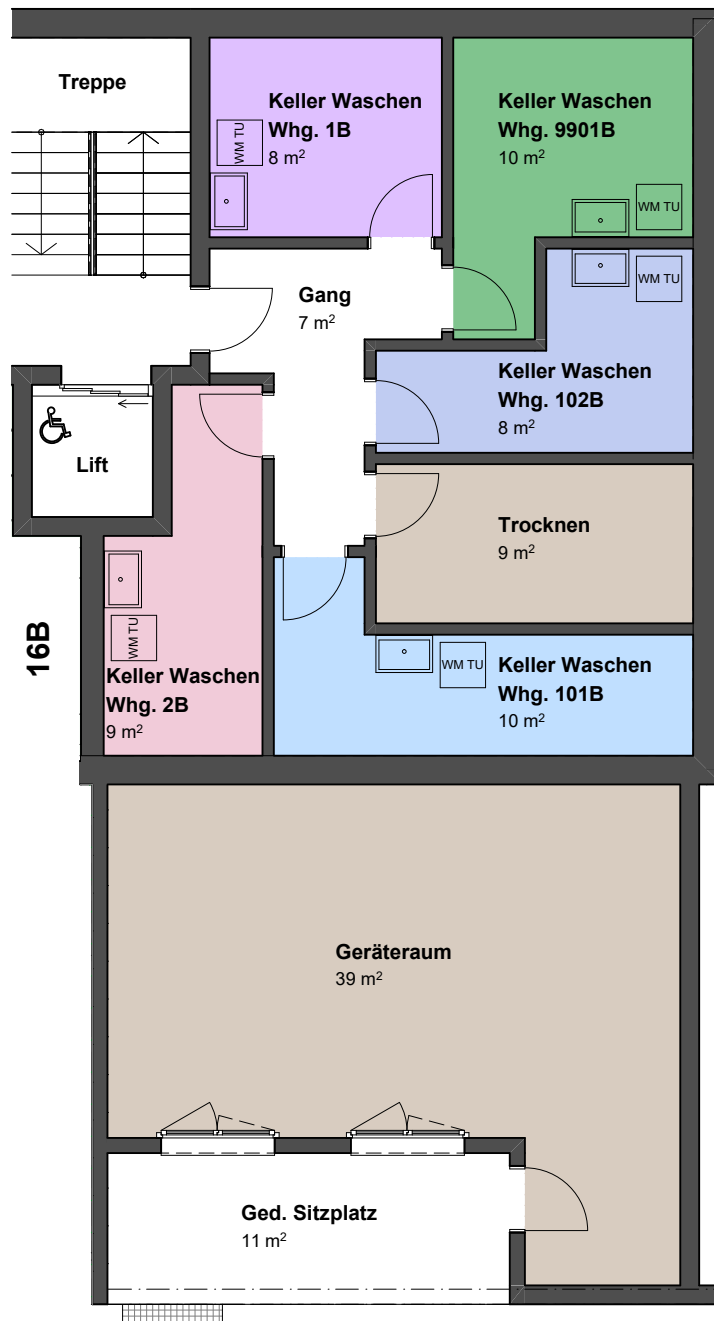 Treppe
Keller Waschen
Whg. 1B
8 m²
WM TU
Keller Waschen
Whg. 9901B
10 m²
WM TU
Gang
7 m²
WM TU
Keller Waschen
Whg. 102B
8 m²
Lift
Trocknen
9 m²
16B
WM TU
Keller Waschen
Whg. 2B
9 m²
WM TU
Keller Waschen
Whg. 101B
10 m²
Geräteraum
39 m²
Ged. Sitzplatz
11 m²